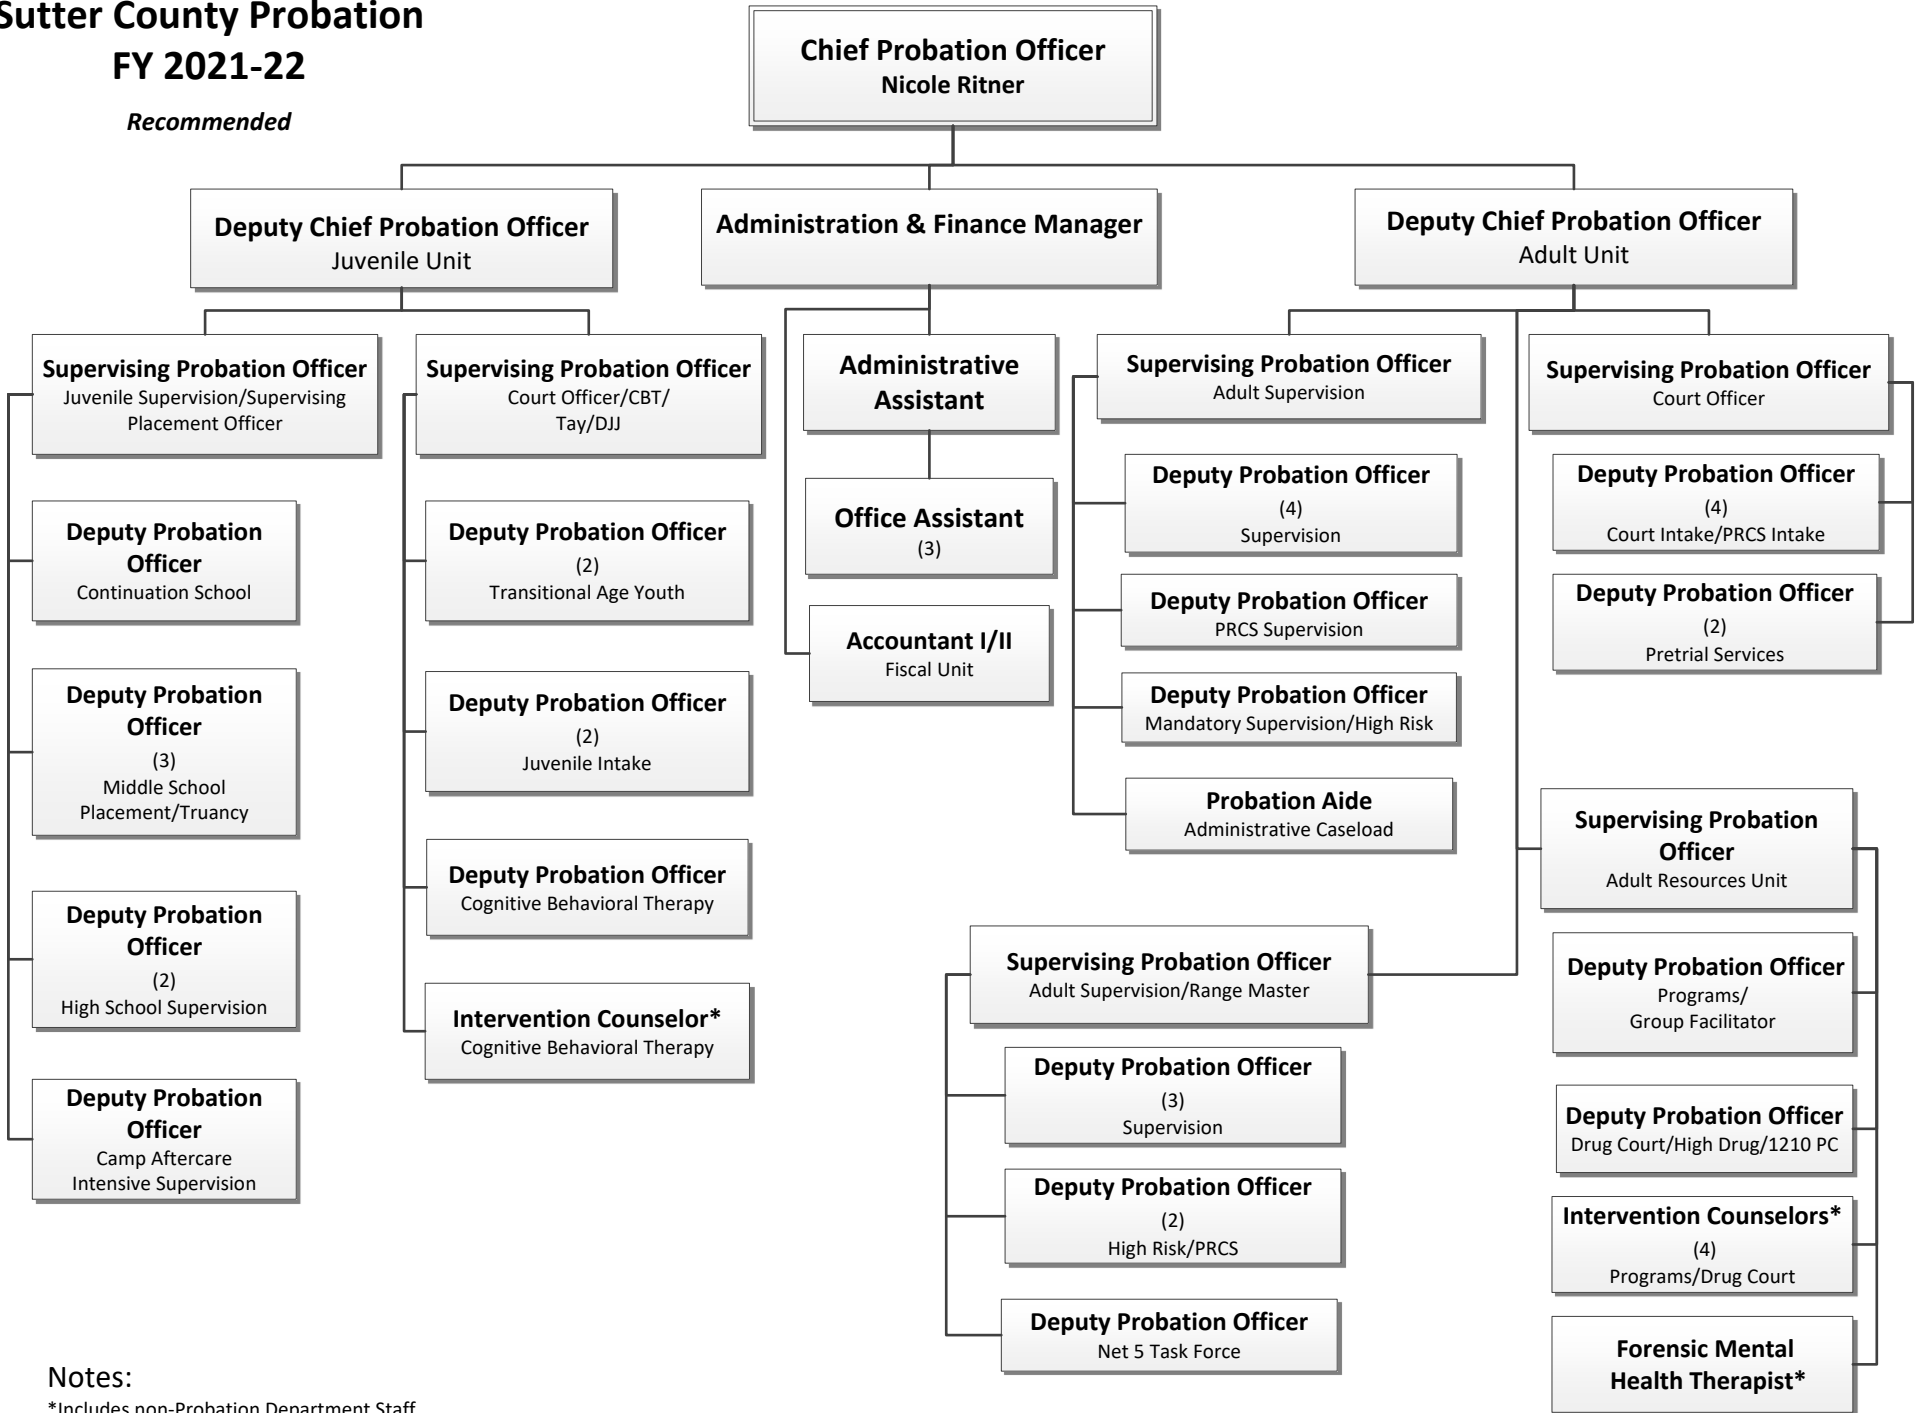 Sutter County Probation
FY 2021-22
Recommended
Chief Probation Officer
Nicole Ritner
Deputy Chief Probation Officer
Juvenile Unit
Administration & Finance Manager
Deputy Chief Probation Officer
Adult Unit
Supervising Probation Officer
Juvenile Supervision/Supervising
Placement Officer
Deputy Probation
Officer
Continuation School
Deputy Probation
Officer
(3)
Middle School
Placement/Truancy
Deputy Probation
Officer
(2)
High School Supervision
Deputy Probation
Officer
Camp Aftercare
Intensive Supervision
Supervising Probation Officer
Court Officer/CBT/
Tay/DJJ
Deputy Probation Officer
(2)
Transitional Age Youth
Deputy Probation Officer
(2)
Juvenile Intake
Deputy Probation Officer
Cognitive Behavioral Therapy
Intervention Counselor*
Cognitive Behavioral Therapy
Administrative
Assistant
Office Assistant
(3)
Accountant I/II
Fiscal Unit
Supervising Probation Officer
Adult Supervision
Deputy Probation Officer
(4)
Supervision
Deputy Probation Officer
PRCS Supervision
Deputy Probation Officer
Mandatory Supervision/High Risk
Probation Aide
Administrative Caseload
Supervising Probation Officer
Court Officer
Deputy Probation Officer
(4)
Court Intake/PRCS Intake
Deputy Probation Officer
(2)
Pretrial Services
Supervising Probation Officer
Adult Supervision/Range Master
Deputy Probation Officer
(3)
Supervision
Deputy Probation Officer
(2)
High Risk/PRCS
Deputy Probation Officer
Net 5 Task Force
Supervising Probation
Officer
Adult Resources Unit
Deputy Probation Officer
Programs/
Group Facilitator
Deputy Probation Officer
Drug Court/High Drug/1210 PC
Intervention Counselors*
(4)
Programs/Drug Court
Forensic Mental
Health Therapist*
Notes:
*Includes non-Probation Department Staff